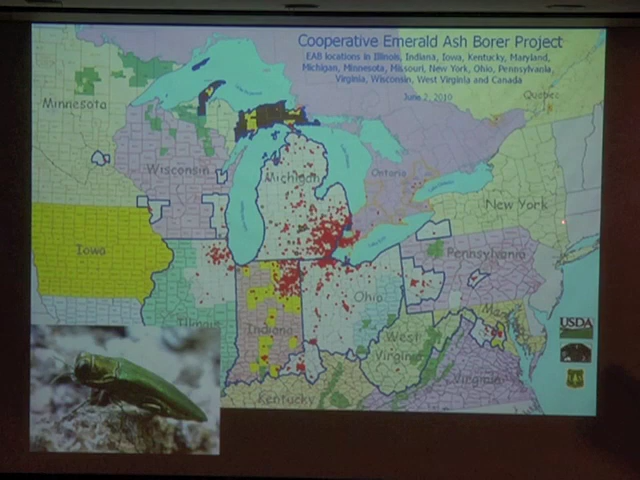 Cooperative Emerald Ash Borer Project
EAB locations in Illinois, Indiana, Iowa, Kentucky, Maryland,
Michigan, Minnesota, Missouri, New York, Ohio, Pennsylvania,
Virginia, Wisconsin, West Virginia and Canada
June 2, 2010
Quebec
Minnesota
Wisconsin
Michigan
Ontario
New York
Iowa
Pennsylvania
Ohio
Illinois
Indiana
West
Virginia
Virginia
Kentucky
USDA